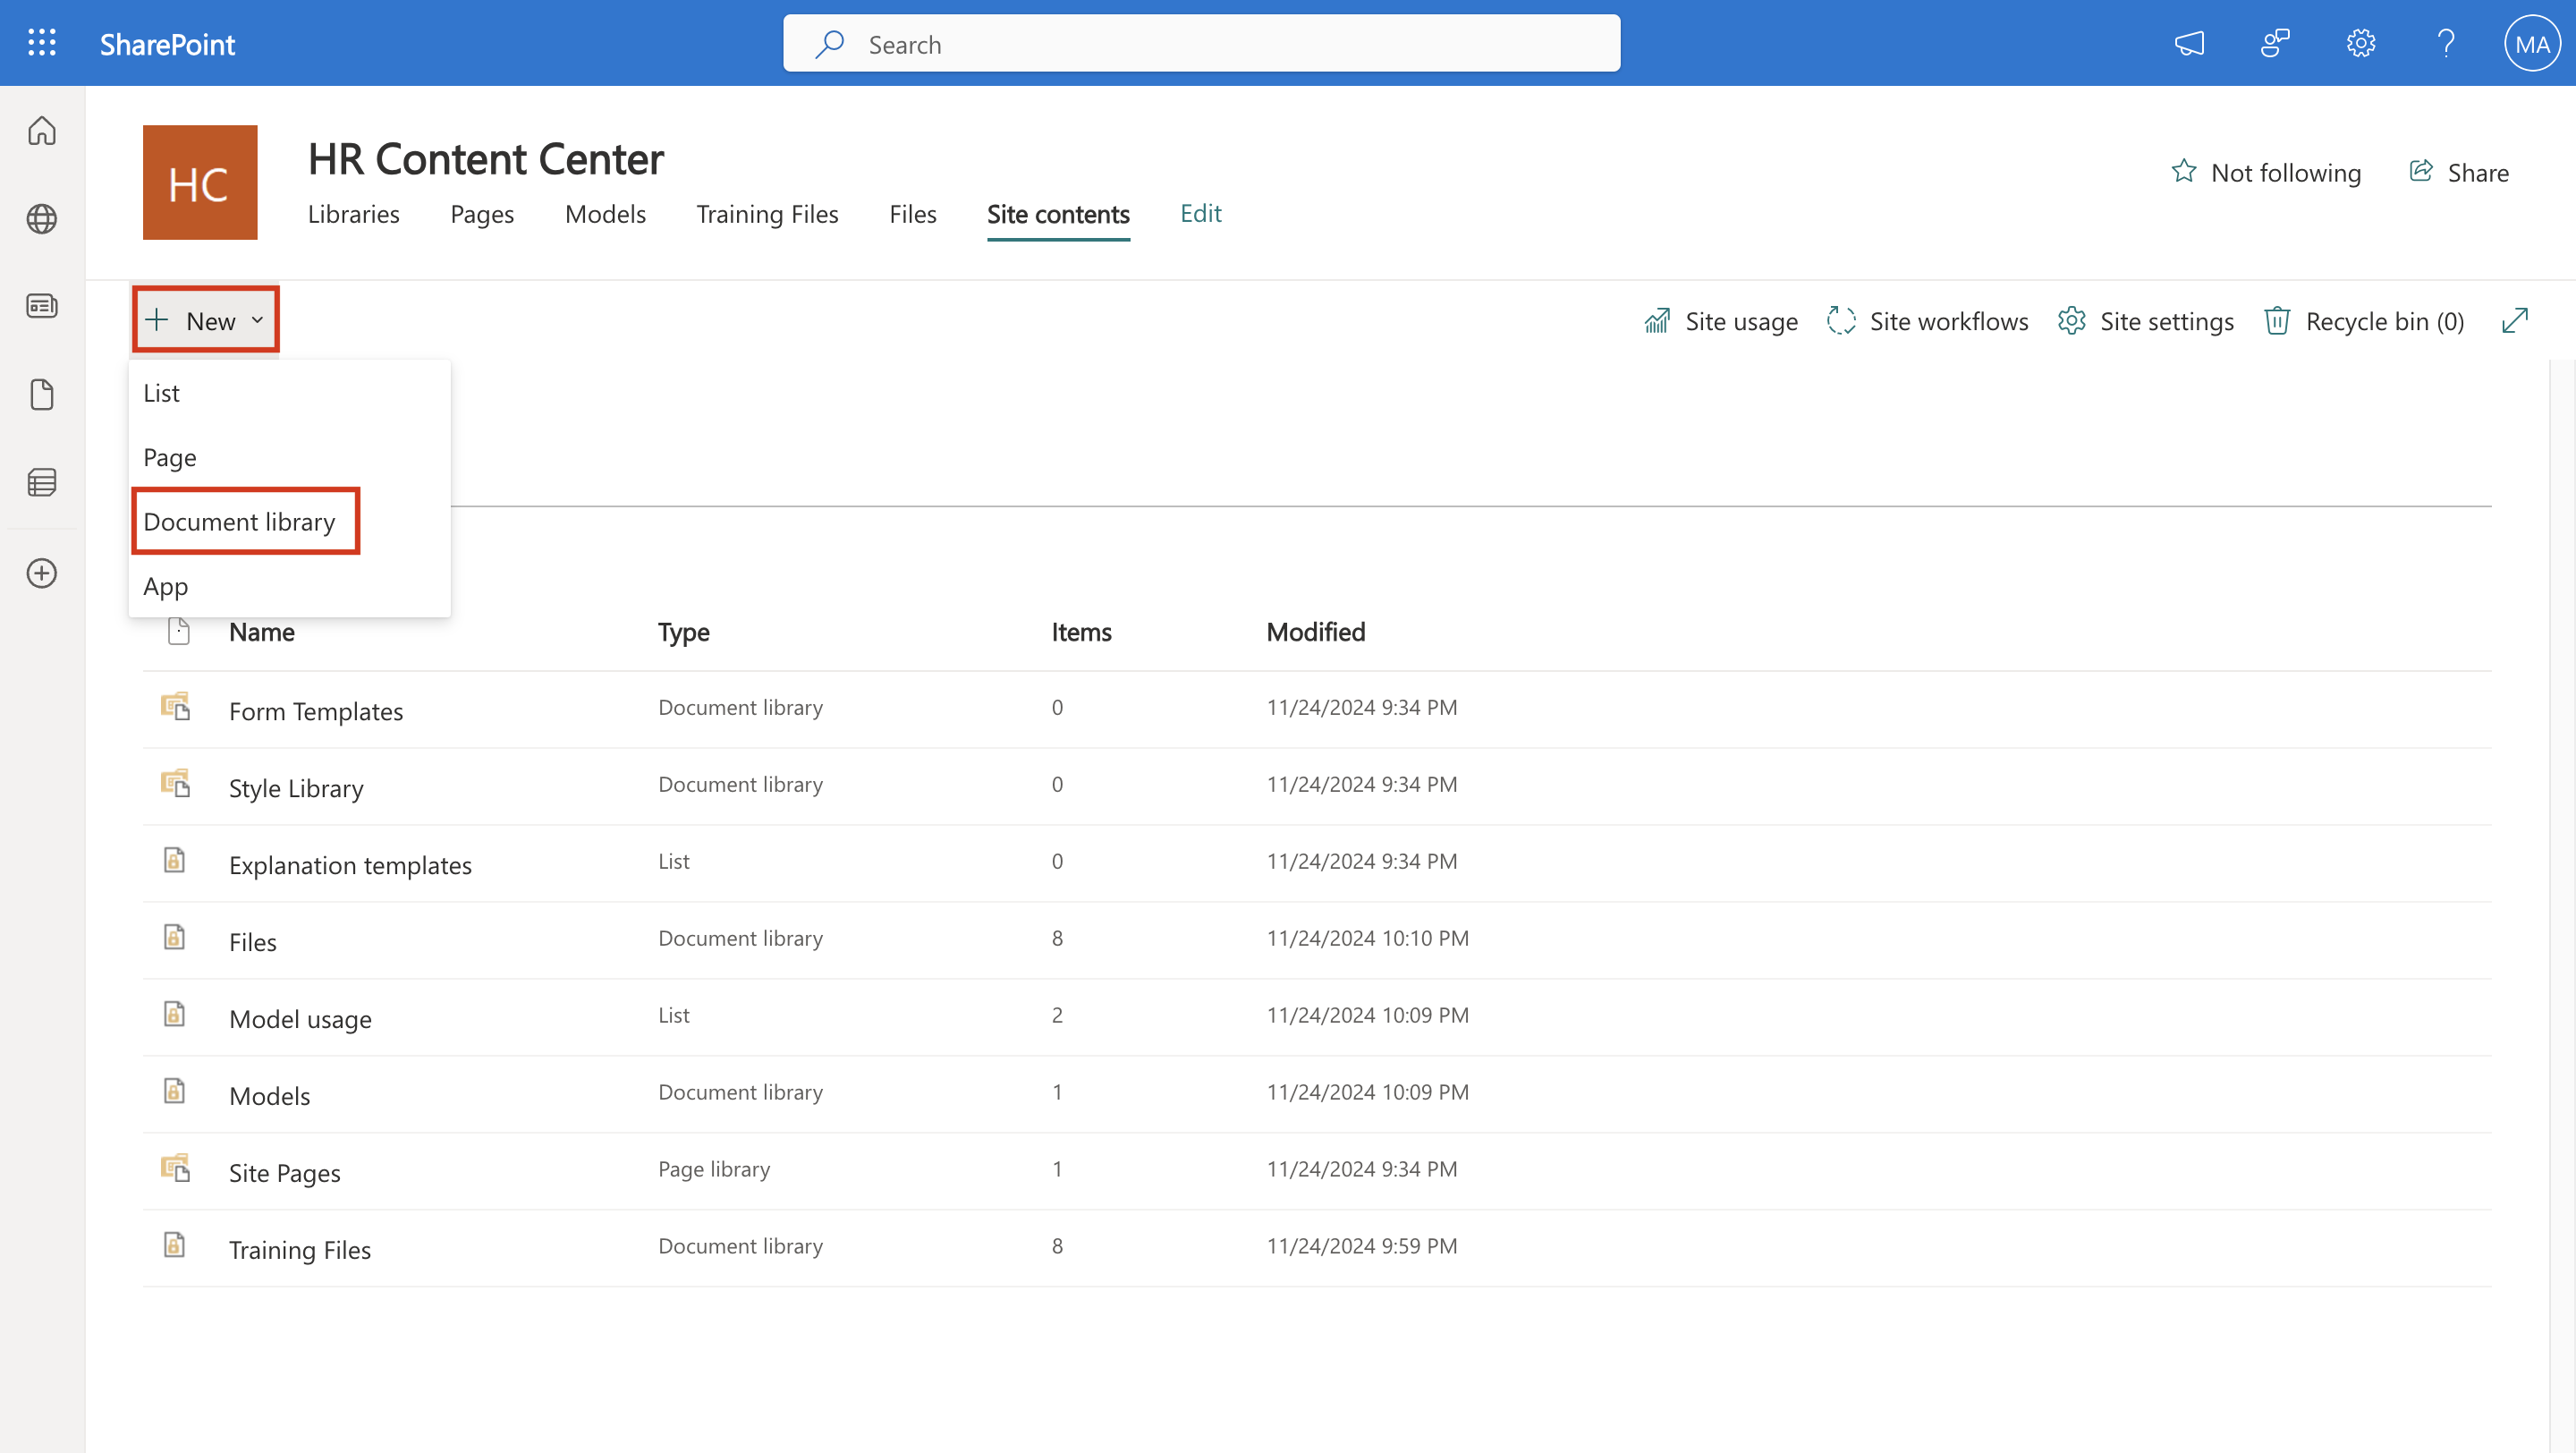 SharePoint
Search
MA
HC
HR Content Center
Libraries Pages Models Training Files Files Site contents Edit
Not following Share
New
Site usage Site workflows Site settings Recycle bin (0)
List
Page
Document library
App
Name Type Items Modified
Form Templates Document library 0 11/24/2024 9:34 PM
Style Library Document library 0 11/24/2024 9:34 PM
Explanation templates List 0 11/24/2024 9:34 PM
Files Document library 8 11/24/2024 10:10 PM
Model usage List 2 11/24/2024 10:09 PM
Models Document library 1 11/24/2024 10:09 PM
Site Pages Page library 1 11/24/2024 9:34 PM
Training Files Document library 8 11/24/2024 9:59 PM